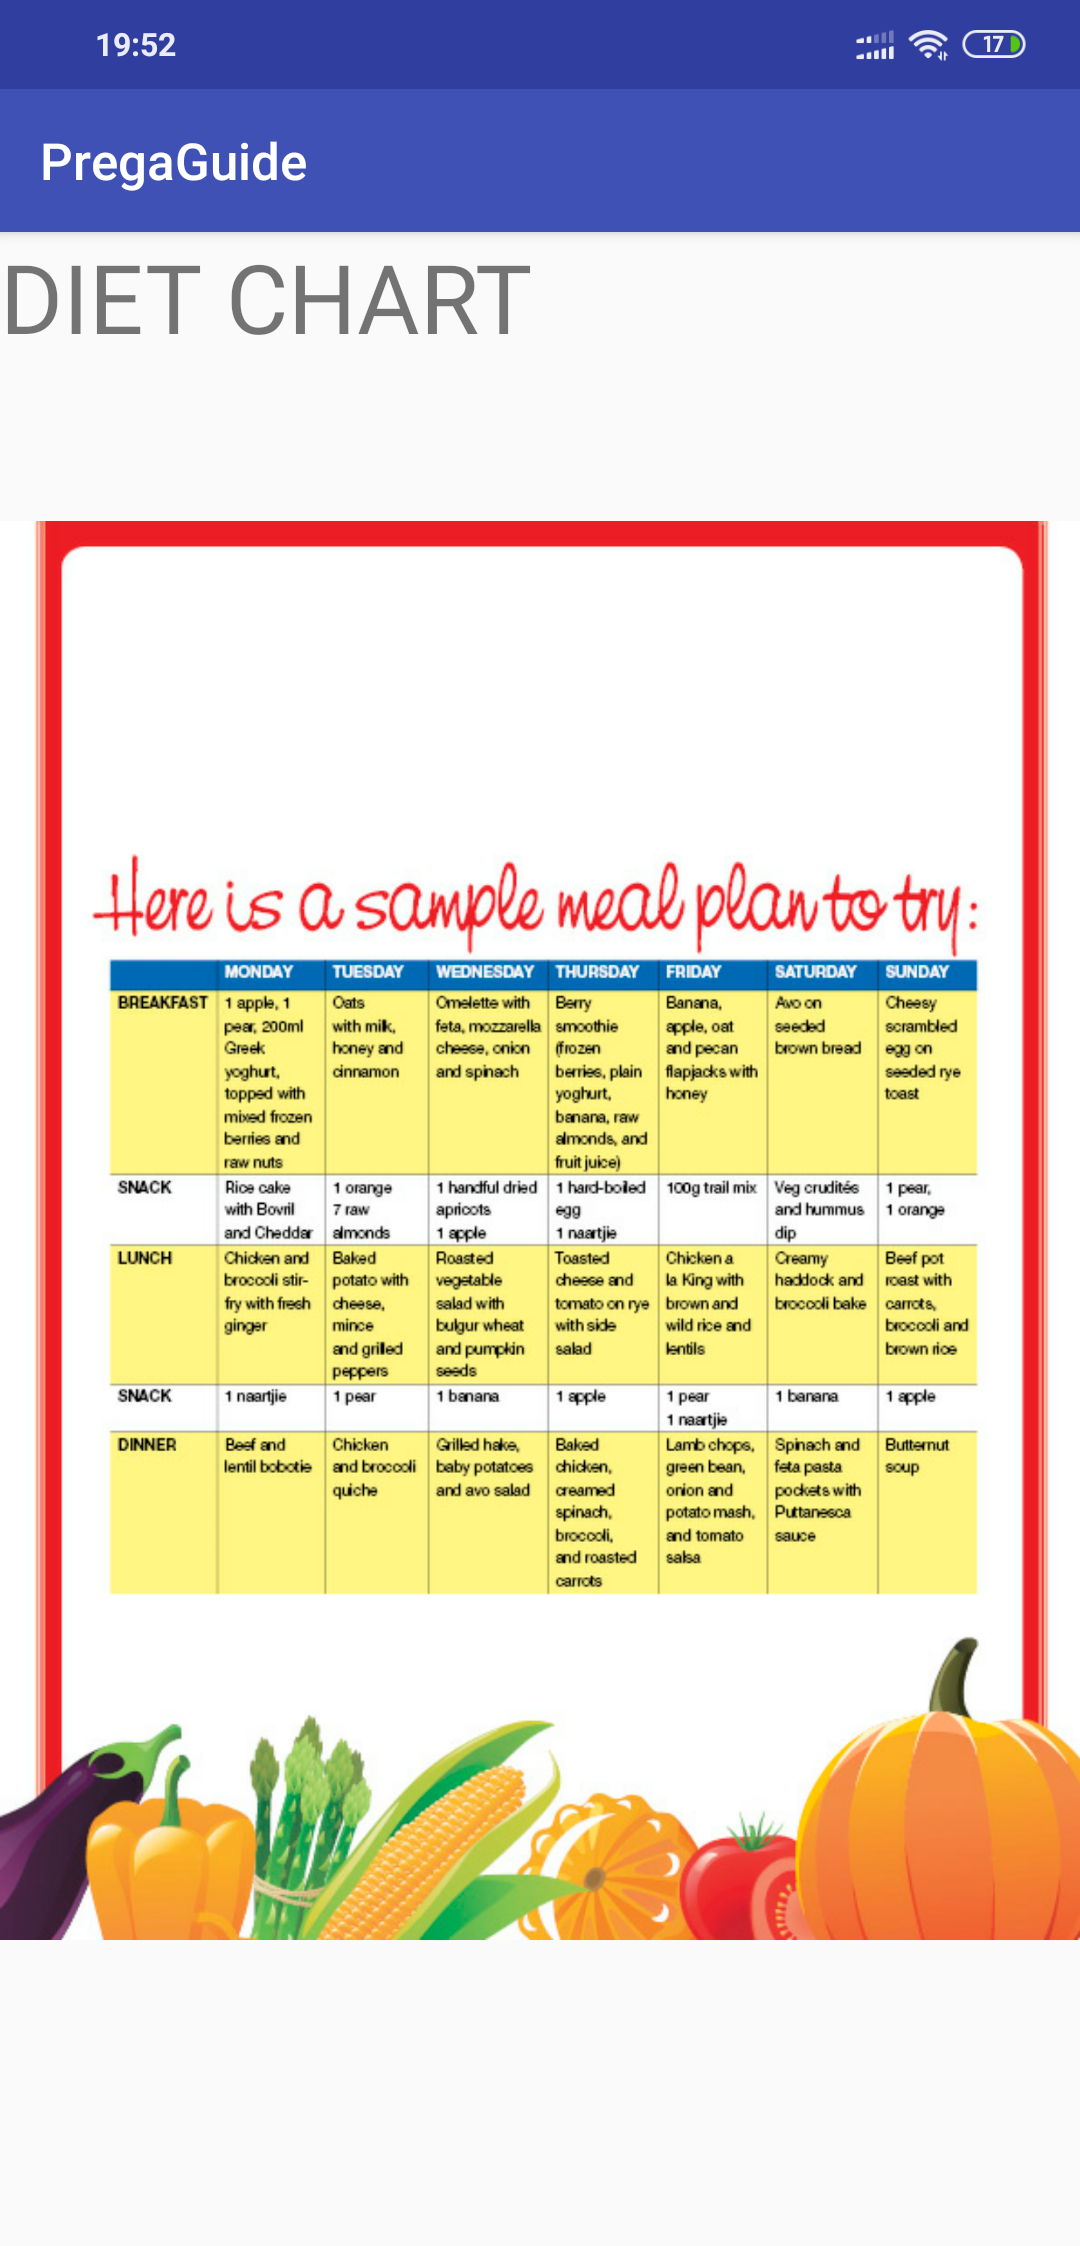 19:52
17
PregaGuide
DIET CHART
Here is a sample meal plan to try:
MONDAY TUESDAY WEDNESDAY THURSDAY FRIDAY SATURDAY SUNDAY
BREAKFAST 1 apple, 1 Oats Omelette with Berry Banana, Avo on Cheesy
pear, 200ml with milk, feta, mozzarella smoothie apple, oat seeded scrambled
Greek honey and cheese, onion (frozen and pecan brown bread egg on
yoghurt, cinnamon and spinach berries, plain flapjacks with seeded rye
topped with yoghurt, honey toast
mixed frozen banana, raw
berries and almonds, and
raw nuts fruit juice)
SNACK Rice cake 1 orange 1 handful dried 1 hard-boiled 100g trail mix Veg crudités 1 pear,
with Bovril 7 raw apricots egg and hummus 1 orange
and Cheddar almonds 1 apple 1 naartjie dip
LUNCH Chicken and Baked Roasted Toasted Chicken a Creamy Beef pot
broccoli stir- potato with vegetable cheese and la King with haddock and roast with
fry with fresh cheese, salad with tomato on rye brown and broccoli bake carrots,
ginger mince bulgur wheat with side wild rice and broccoli and
and grilled and pumpkin salad lentils brown rice
peppers seeds
SNACK 1 naartjie 1 pear 1 banana 1 apple 1 pear 1 banana 1 apple
1 naartjie
DINNER Beef and Chicken Grilled hake, Baked Lamb chops, Spinach and Butternut
lentil bobotie and broccoli baby potatoes chicken, green bean, feta pasta soup
quiche and avo salad creamed onion and pockets with
spinach, potato mash, Puttanesca
broccoli, and tomato sauce
and roasted salsa
carrots